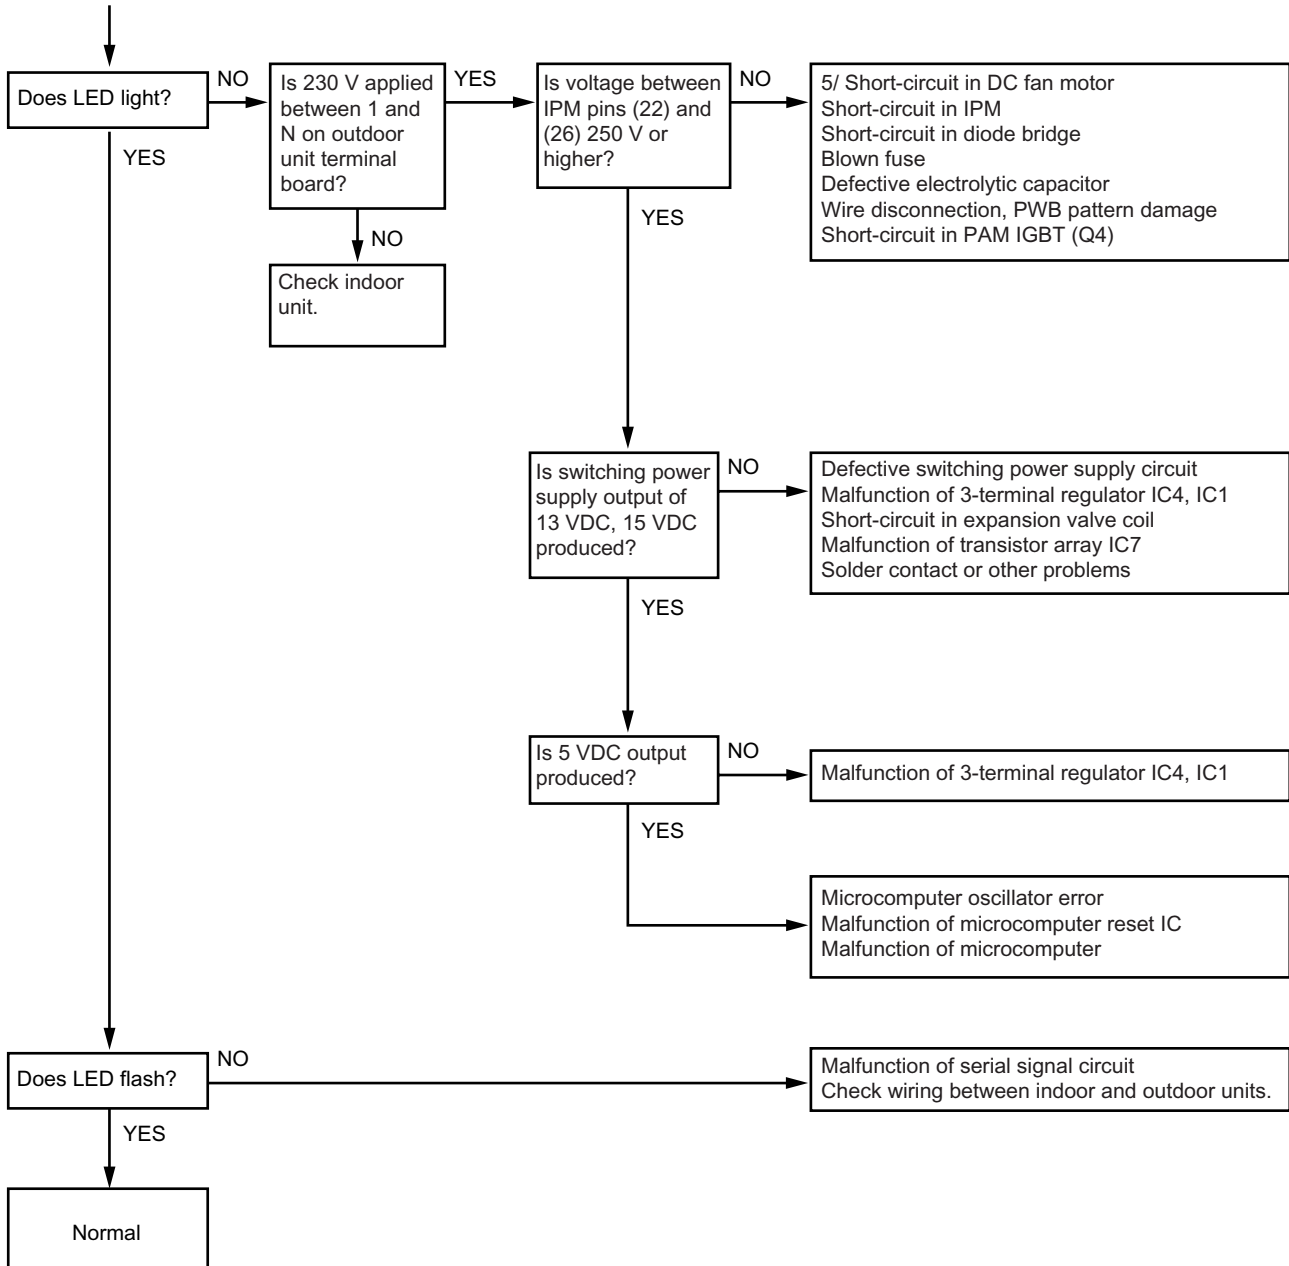 Does LED light?
NO
Is 230 V applied
between 1 and
N on outdoor
unit terminal
board?
YES
Is voltage between
IPM pins (22) and
(26) 250 V or
higher?
NO
5/ Short-circuit in DC fan motor
Short-circuit in IPM
Short-circuit in diode bridge
Blown fuse
Defective electrolytic capacitor
Wire disconnection, PWB pattern damage
Short-circuit in PAM IGBT (Q4)
YES
NO
YES
Check indoor
unit.
Is switching power
supply output of
13 VDC, 15 VDC
produced?
NO
Defective switching power supply circuit
Malfunction of 3-terminal regulator IC4, IC1
Short-circuit in expansion valve coil
Malfunction of transistor array IC7
Solder contact or other problems
YES
Is 5 VDC output
produced?
NO
Malfunction of 3-terminal regulator IC4, IC1
YES
Microcomputer oscillator error
Malfunction of microcomputer reset IC
Malfunction of microcomputer
Does LED flash?
NO
Malfunction of serial signal circuit
Check wiring between indoor and outdoor units.
YES
Normal